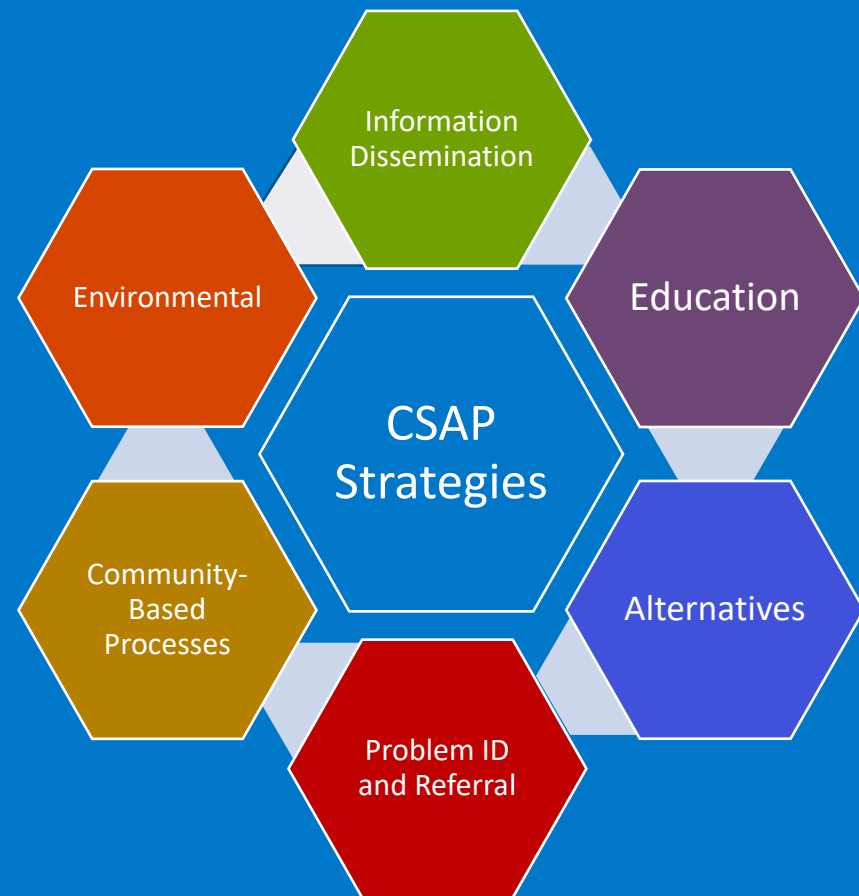 Information
Dissemination
Education
Alternatives
Problem ID
and Referral
Community-
Based
Processes
Environmental
CSAP
Strategies